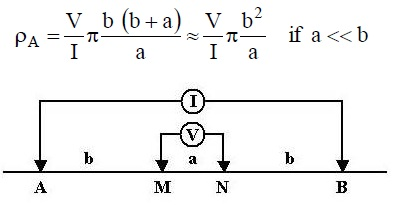 ρA = V/I π b (b + a)/a ≈ V/I π b²/a if a << b
I
V
b a b
A M N B